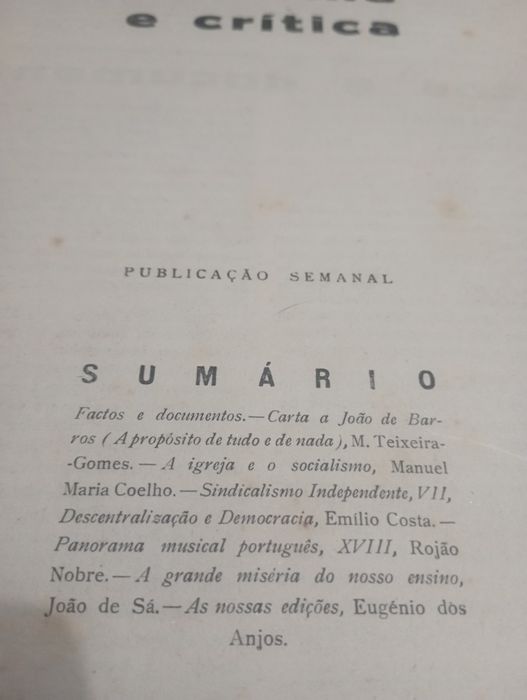 e crítica
PUBLICAÇÃO SEMANAL
SUMÁRIO
Factos e documentos.—Carta a João de Bar-
ros (A propósito de tudo e de nada), M. Teixeira-
-Gomes. — A igreja e o socialismo, Manuel
Maria Coelho. — Sindicalismo Independente, VII,
Descentralização e Democracia, Emílio Costa. —
Panorama musical português, XVIII, Rojão
Nobre. — A grande miséria do nosso ensino,
João de Sá. — As nossas edições, Eugénio dos
Anjos.